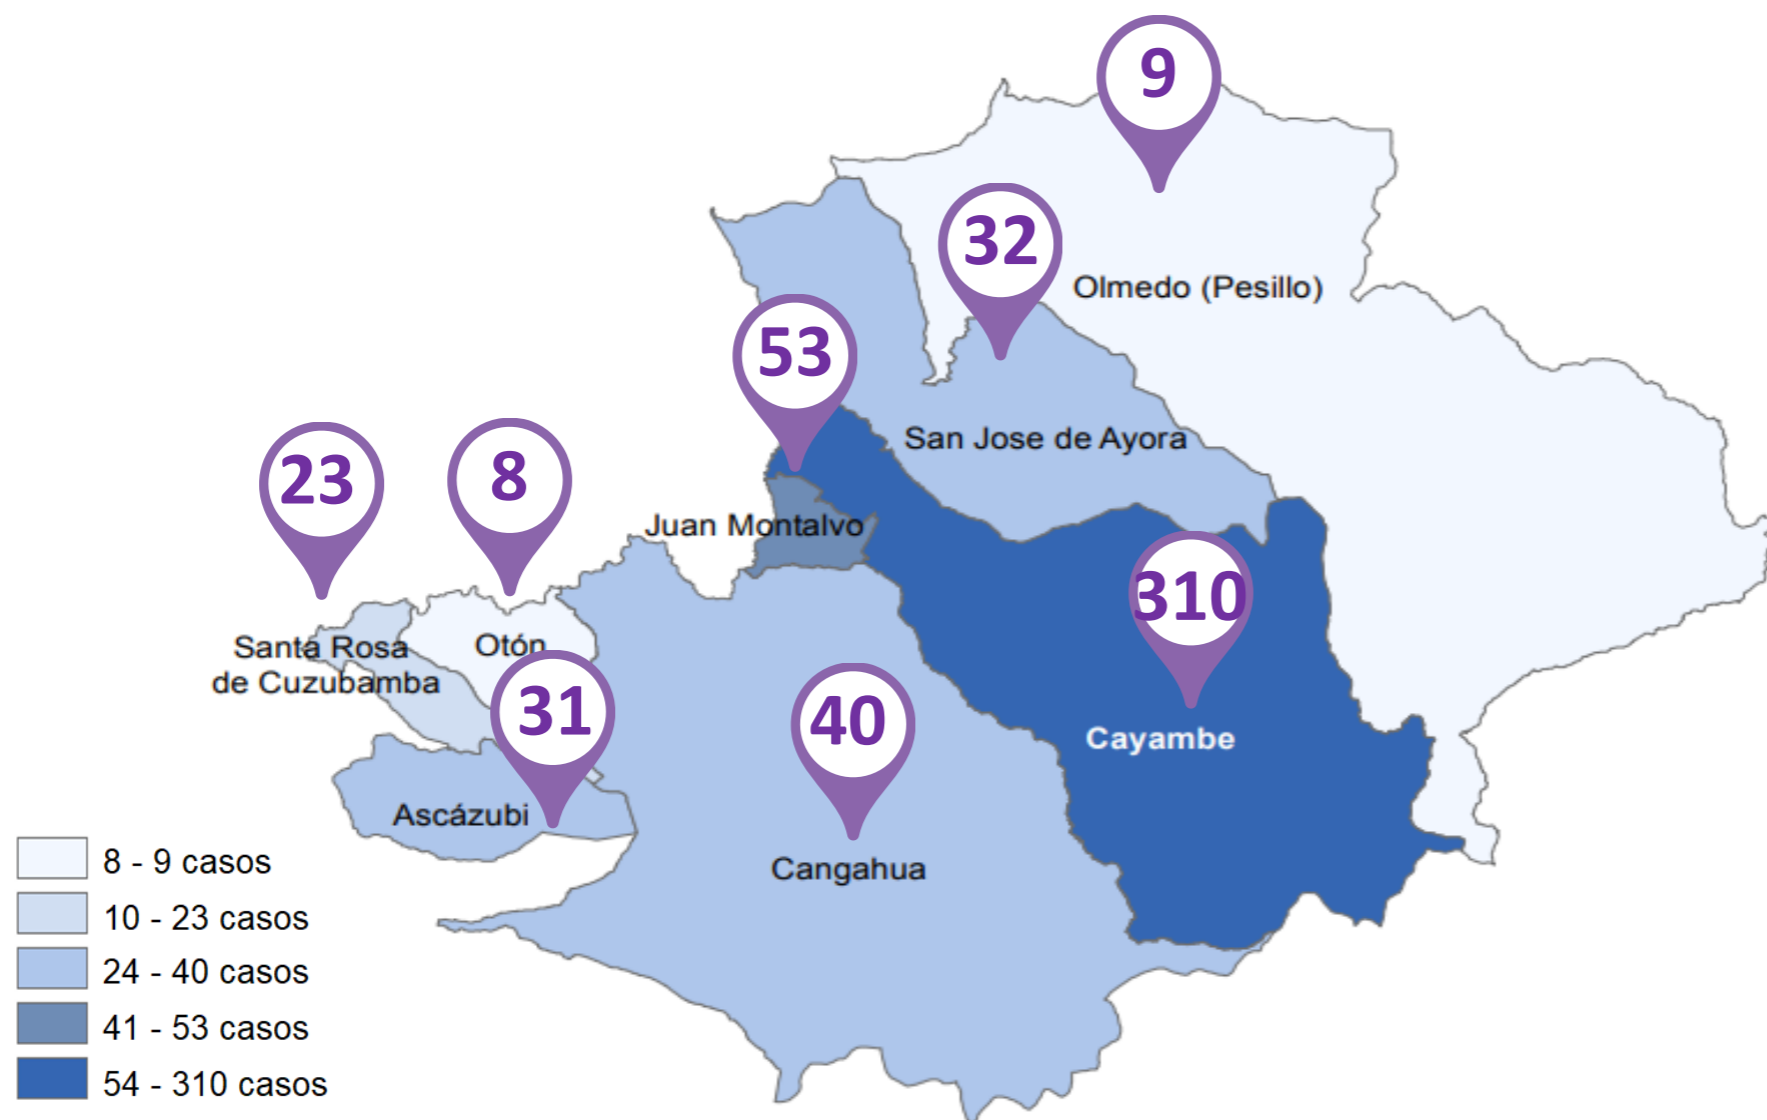 9
32
Olmedo (Pesillo)
53
San Jose de Ayora
23
8
Juan Montalvo
310
Santa Rosa
de Cuzubamba
Otón
31
40
Cayambe
Ascázubi
Cangahua
8 - 9 casos
10 - 23 casos
24 - 40 casos
41 - 53 casos
54 - 310 casos